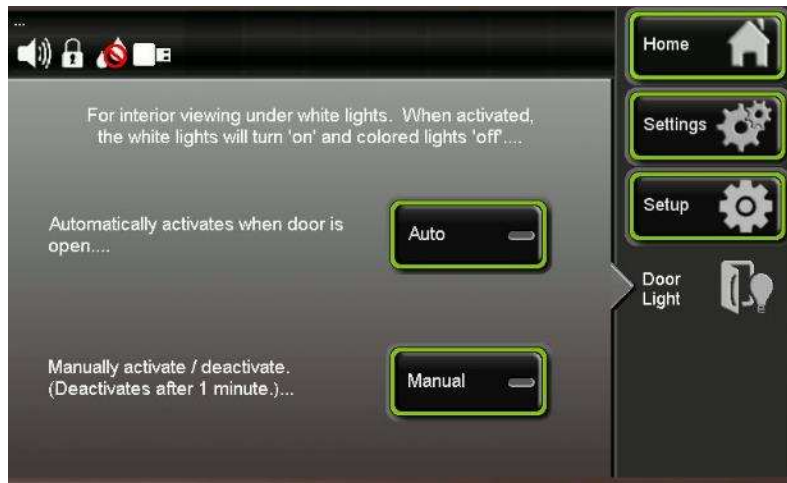 ...
For interior viewing under white lights. When activated,
the white lights will turn 'on' and colored lights 'off'....
Automatically activates when door is
open....
Auto
Manually activate / deactivate.
(Deactivates after 1 minute.)...
Manual
Home
Settings
Setup
Door
Light